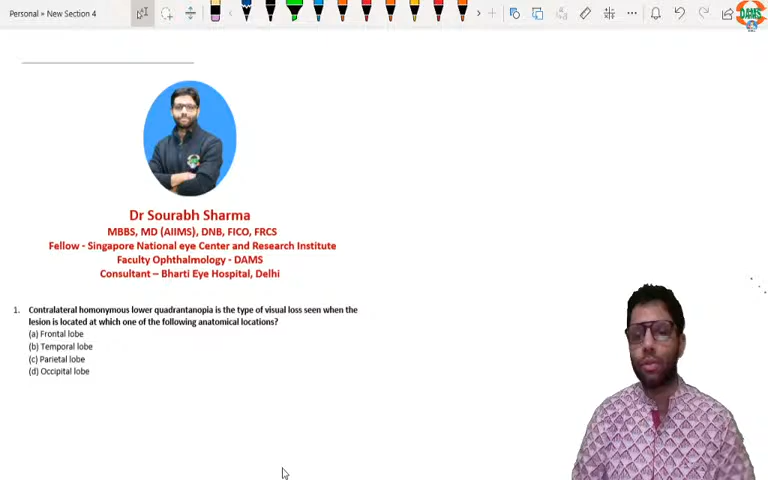 Personal » New Section 4
DAMS
Dr Sourabh Sharma
MBBS, MD (AIIMS), DNB, FICO, FRCS
Fellow - Singapore National eye Center and Research Institute
Faculty Ophthalmology - DAMS
Consultant – Bharti Eye Hospital, Delhi
1. Contralateral homonymous lower quadrantanopia is the type of visual loss seen when the
lesion is located at which one of the following anatomical locations?
(a) Frontal lobe
(b) Temporal lobe
(c) Parietal lobe
(d) Occipital lobe